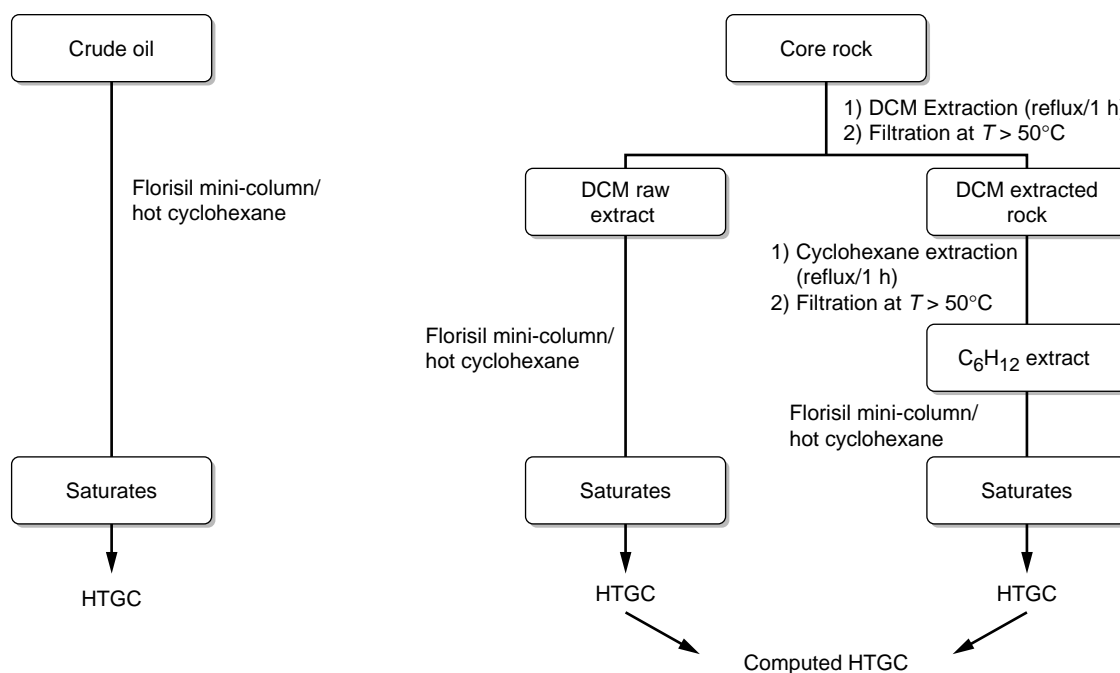 Crude oil
Core rock
1) DCM Extraction (reflux/1 h
2) Filtration at T > 50°C
Florisil mini-column/
hot cyclohexane
DCM raw
extract
DCM extracted
rock
1) Cyclohexane extraction
(reflux/1 h)
2) Filtration at T > 50°C
Florisil mini-column/
hot cyclohexane
C6H12 extract
Florisil mini-column/
hot cyclohexane
Saturates
Saturates
Saturates
HTGC
HTGC
HTGC
Computed HTGC